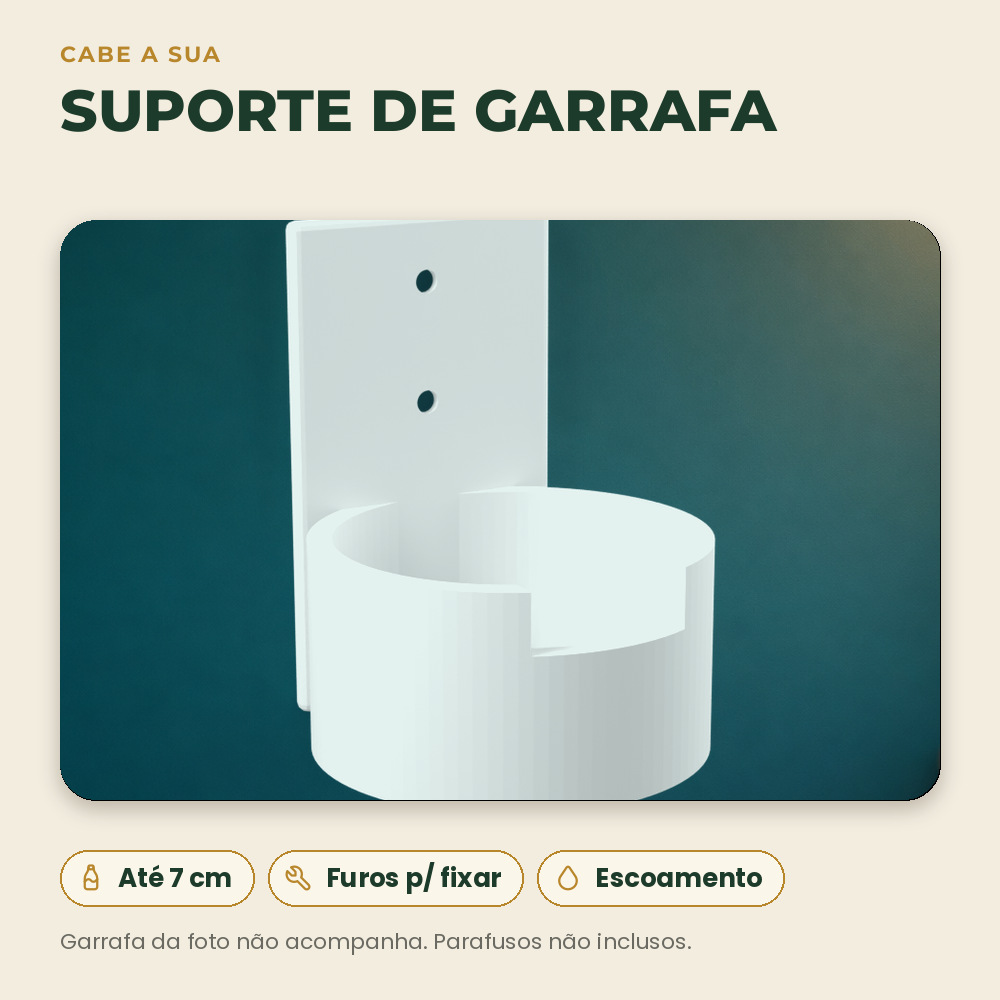 CABE A SUA
SUPORTE DE GARRAFA
Até 7 cm
Furos p/ fixar
Escoamento
Garrafa da foto não acompanha. Parafusos não inclusos.